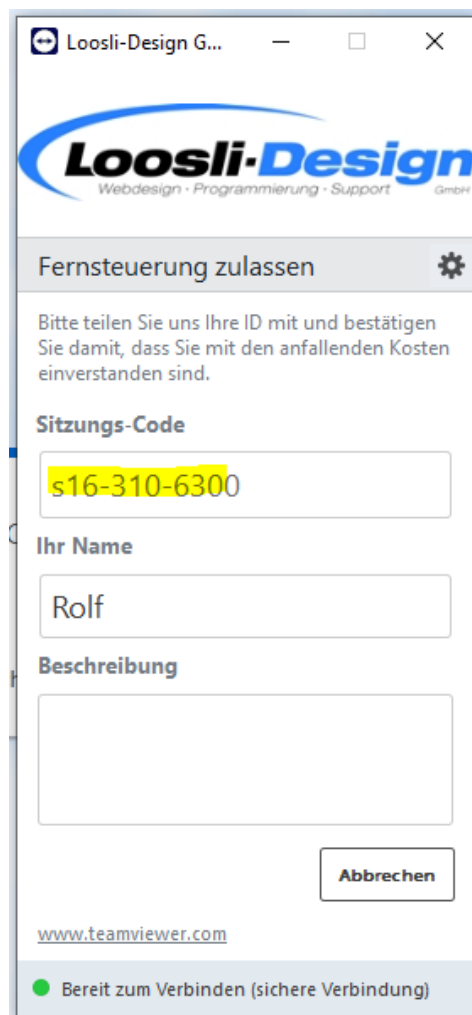 Loosli-Design G...
Loosli-Design
Webdesign · Programmierung · Support GmbH
Fernsteuerung zulassen
Bitte teilen Sie uns Ihre ID mit und bestätigen
Sie damit, dass Sie mit den anfallenden Kosten
einverstanden sind.
Sitzungs-Code
s16-310-6300
Ihr Name
Rolf
Beschreibung
Abbrechen
www.teamviewer.com
Bereit zum Verbinden (sichere Verbindung)